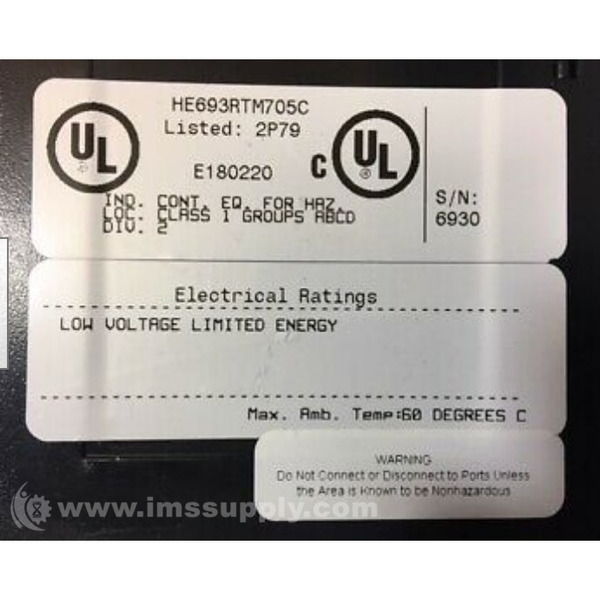 HE693RTM705C
UL
Listed: 2P79
E180220
C UL
IND. CONT. EQ. FOR HAZ.
LOC. CLASS I GROUPS ABCD
DIV. 2
S/N:
6930
Electrical Ratings
LOW VOLTAGE LIMITED ENERGY
Max. Amb. Temp:60 DEGREES C
WARNING
Do Not Connect or Disconnect to Ports Unless
the Area is Known to be Nonhazardous
www.imssupply.com